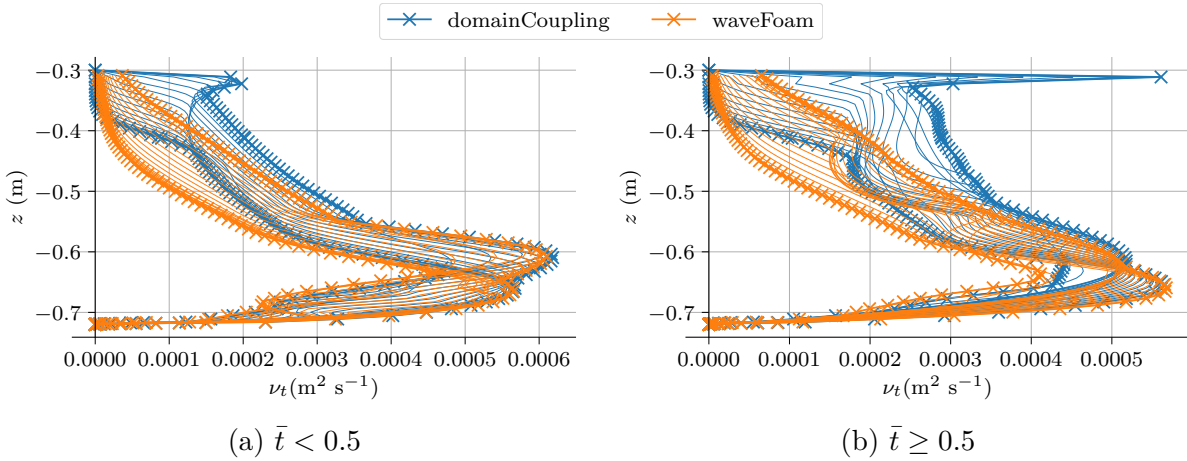 domainCoupling waveFoam
−0.3 −0.3
−0.4 −0.4
−0.5 −0.5
−0.6 −0.6
−0.7 −0.7
z (m) z (m)
0.0000 0.0001 0.0002 0.0003 0.0004 0.0005 0.0006 0.0000 0.0001 0.0002 0.0003 0.0004 0.0005
νt(m² s⁻¹) νt(m² s⁻¹)
(a) t̄ < 0.5 (b) t̄ ≥ 0.5